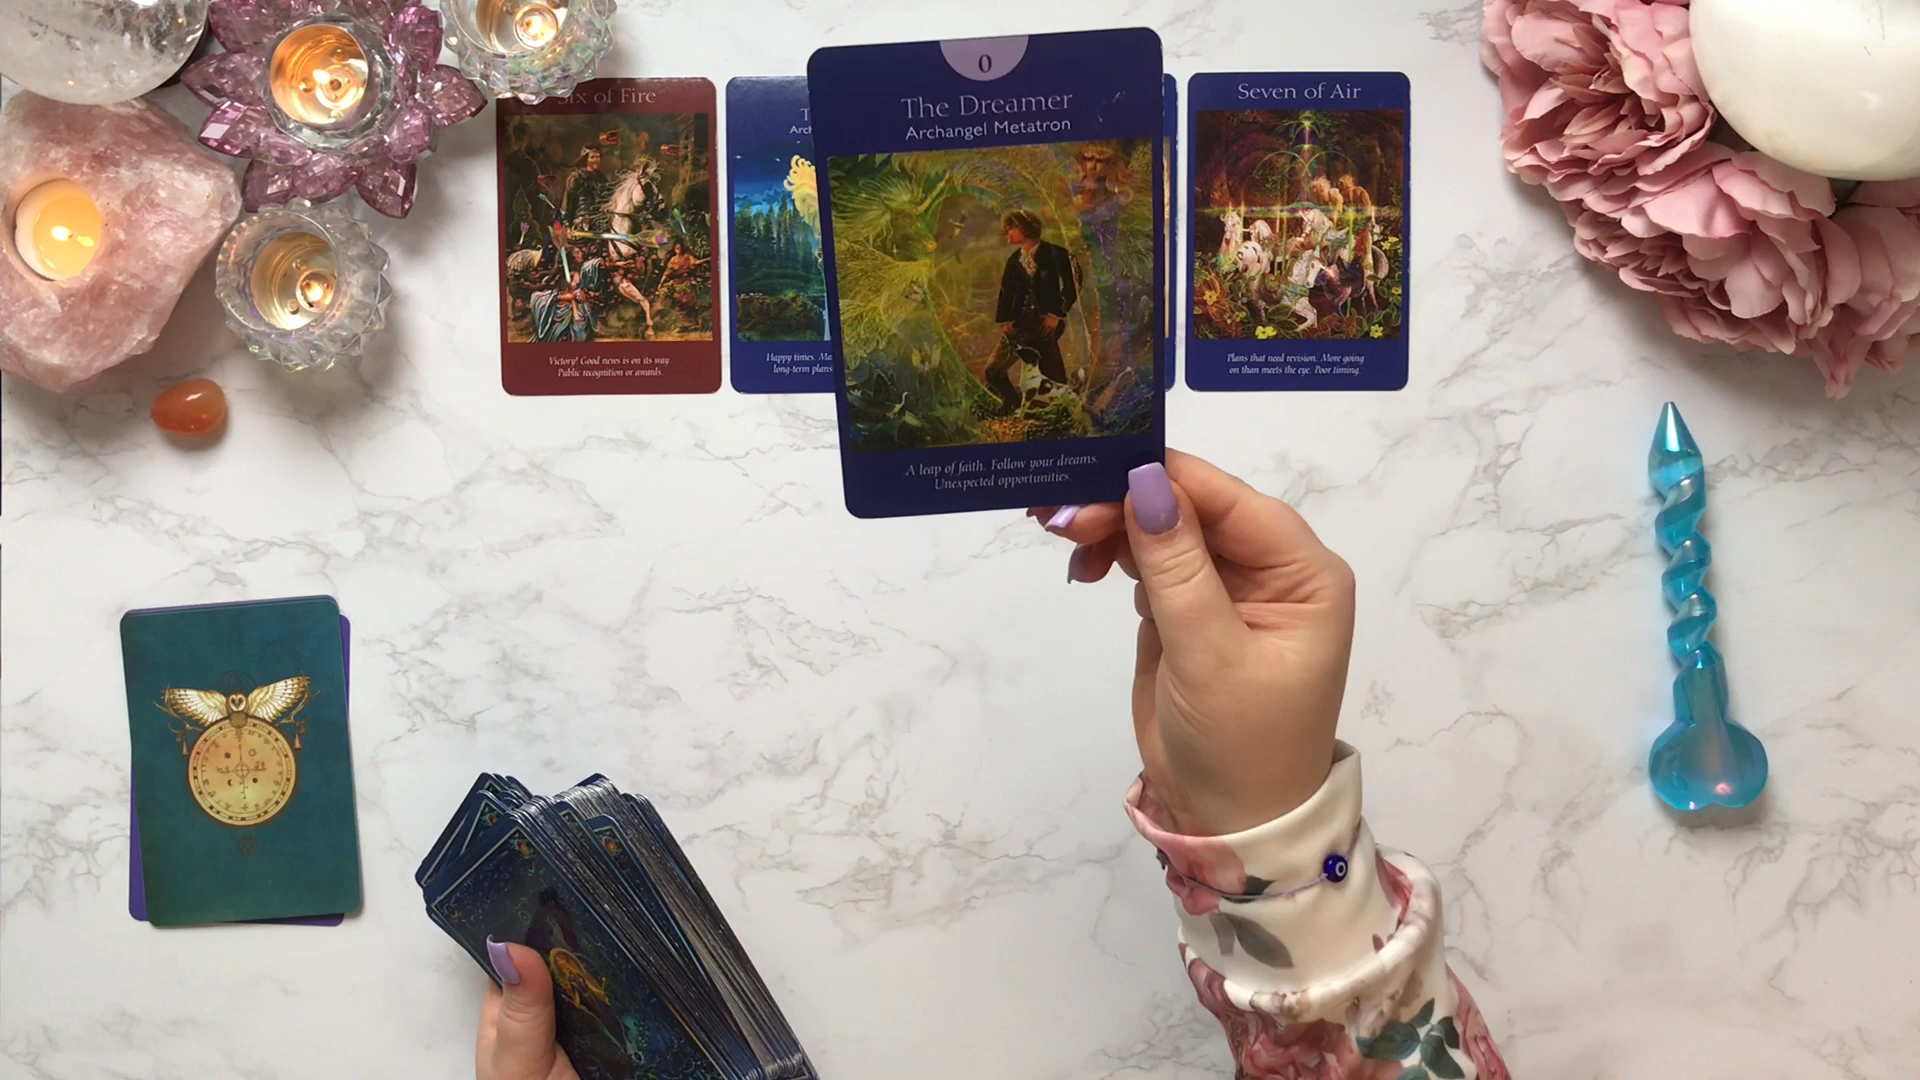 Six of Fire
Victory! Good news is on its way.
Public recognition or awards.
Happy times. Ma
long-term plans
0
The Dreamer
Archangel Metatron
A leap of faith. Follow your dreams.
Unexpected opportunities.
Seven of Air
Plans that need revision. More going
on than meets the eye. Poor timing.